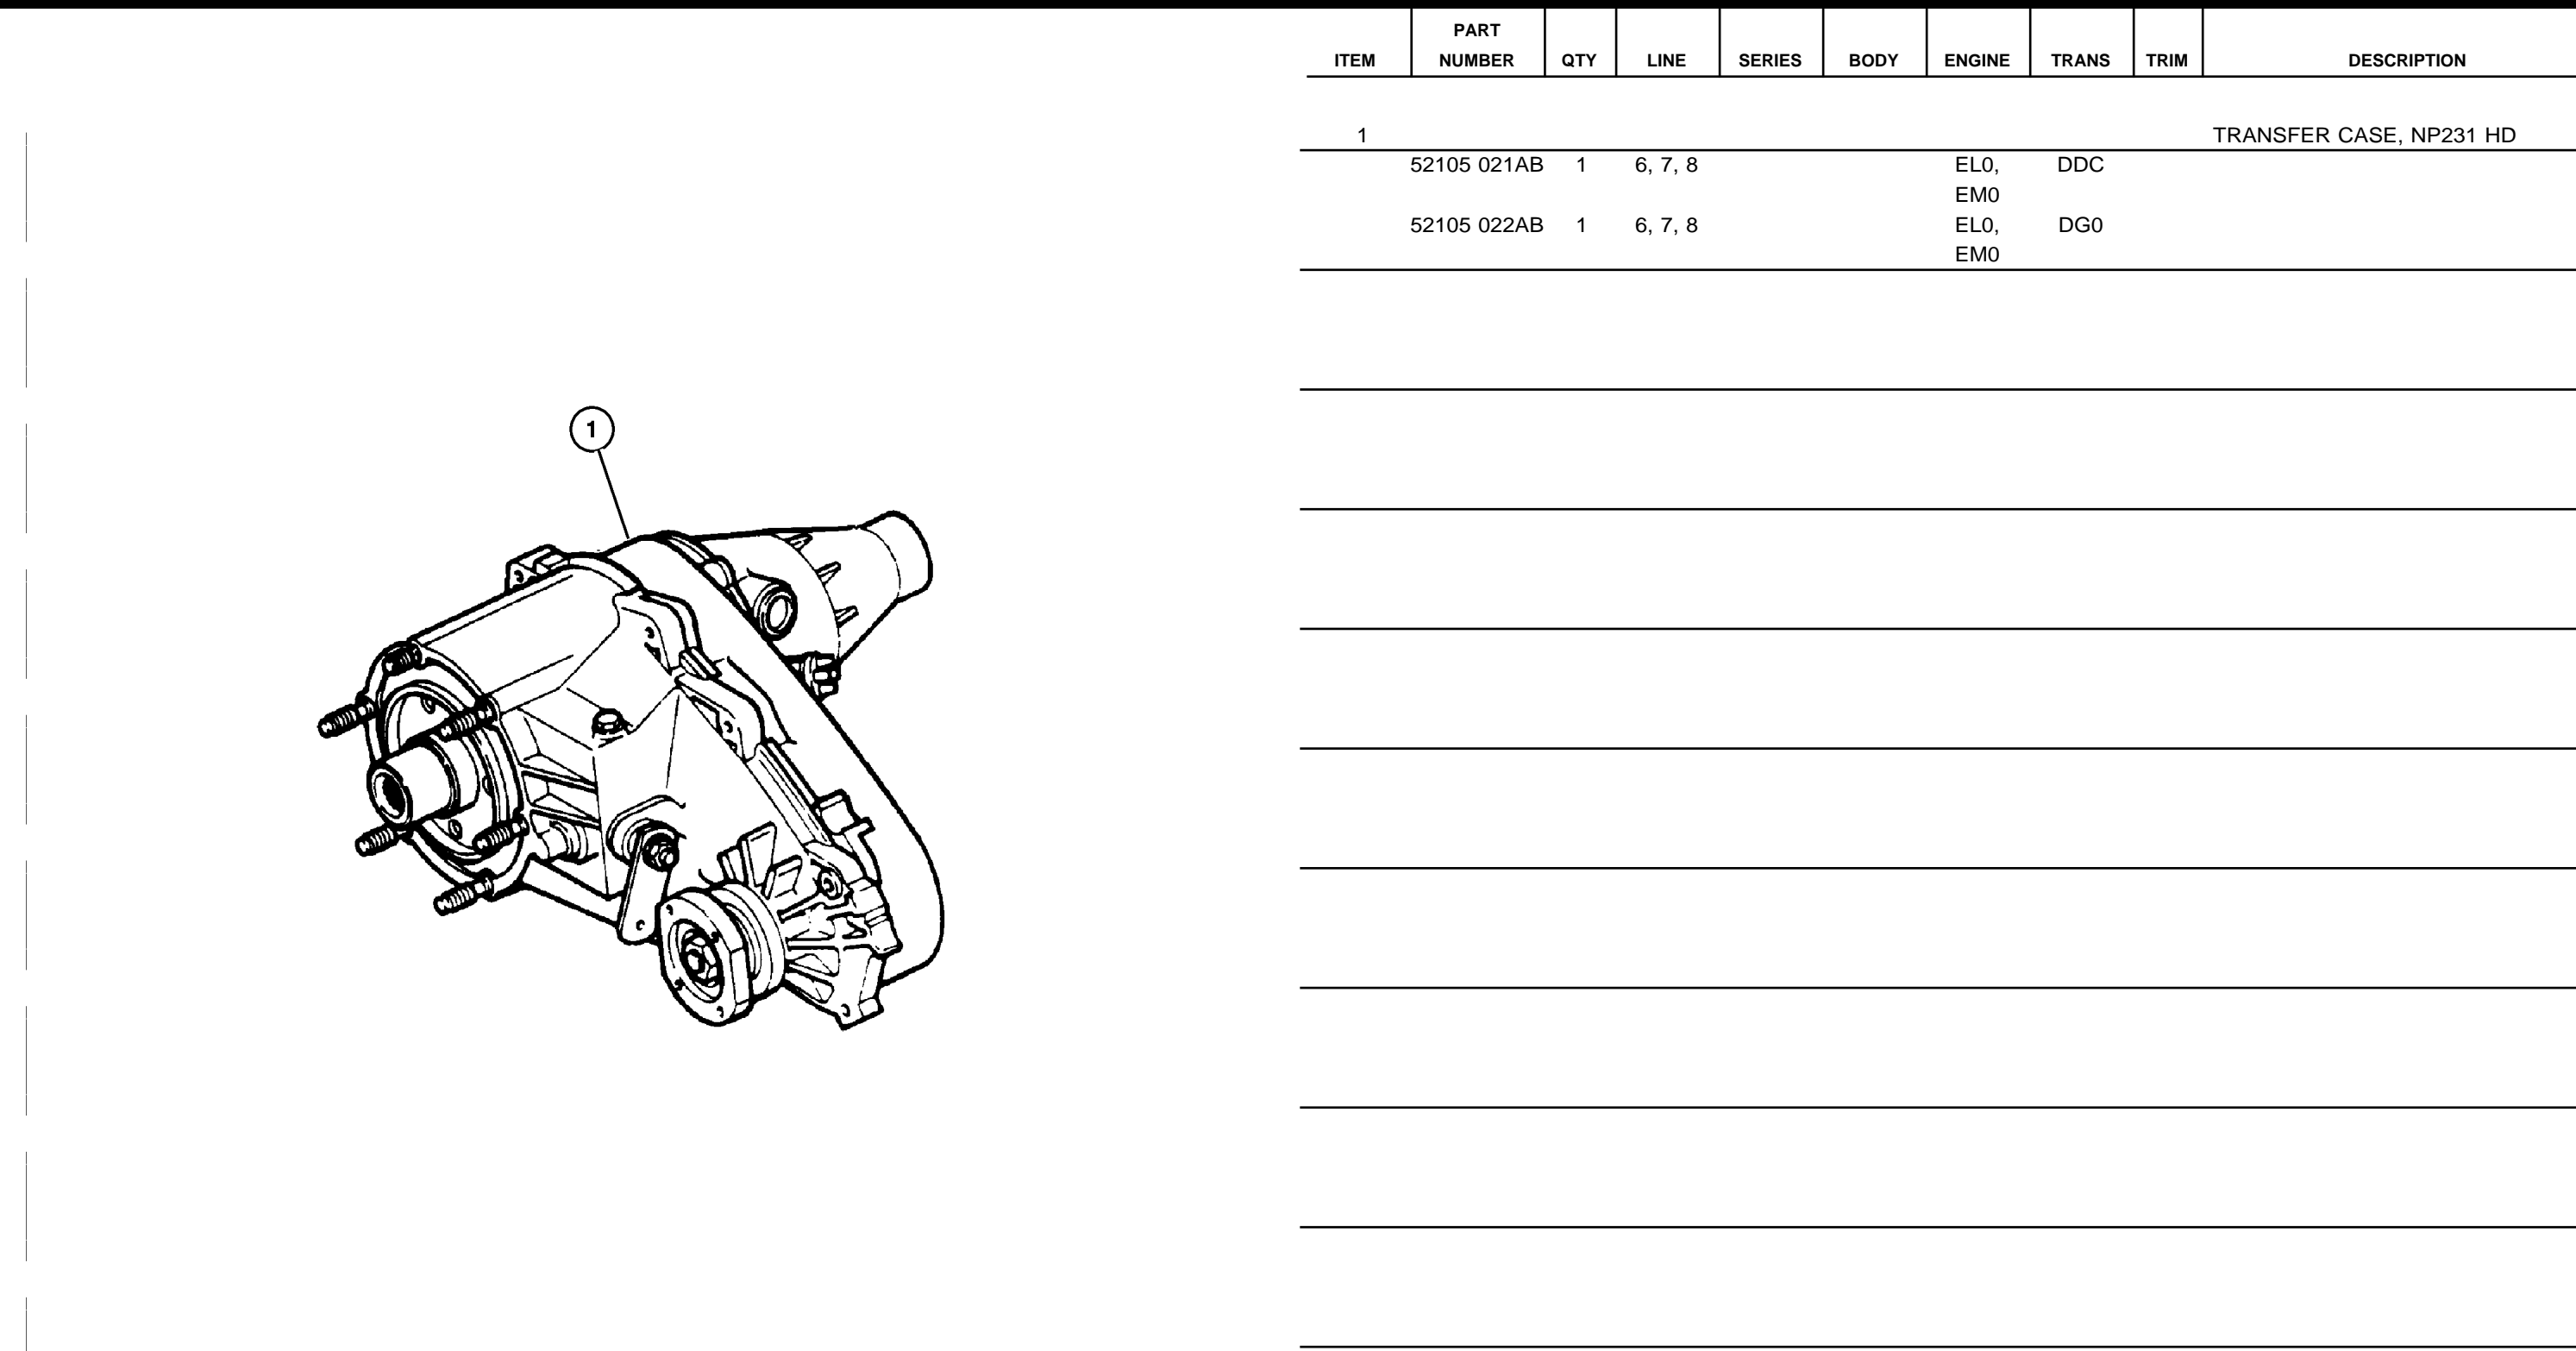 PART
ITEM NUMBER QTY LINE SERIES BODY ENGINE TRANS TRIM DESCRIPTION
1 TRANSFER CASE, NP231 HD
52105 021AB 1 6, 7, 8 EL0, DDC
EM0
52105 022AB 1 6, 7, 8 EL0, DG0
EM0
1